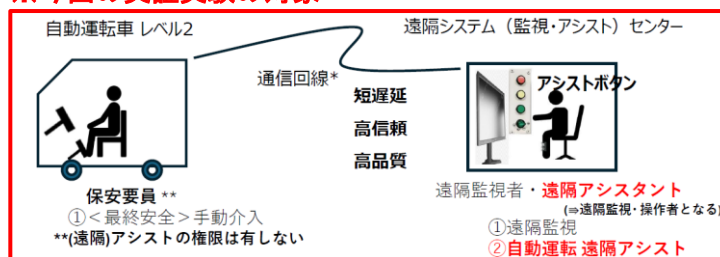 自動運転車 レベル2
遠隔システム（監視・アシスト）センター
通信回線*
短遅延
高信頼
高品質
アシストボタン
保安要員 **
①＜最終安全＞手動介入
**(遠隔)アシストの権限は有しない
遠隔監視者・遠隔アシスタント
(⇒遠隔監視・操作者となる)
①遠隔監視
②自動運転 遠隔アシスト